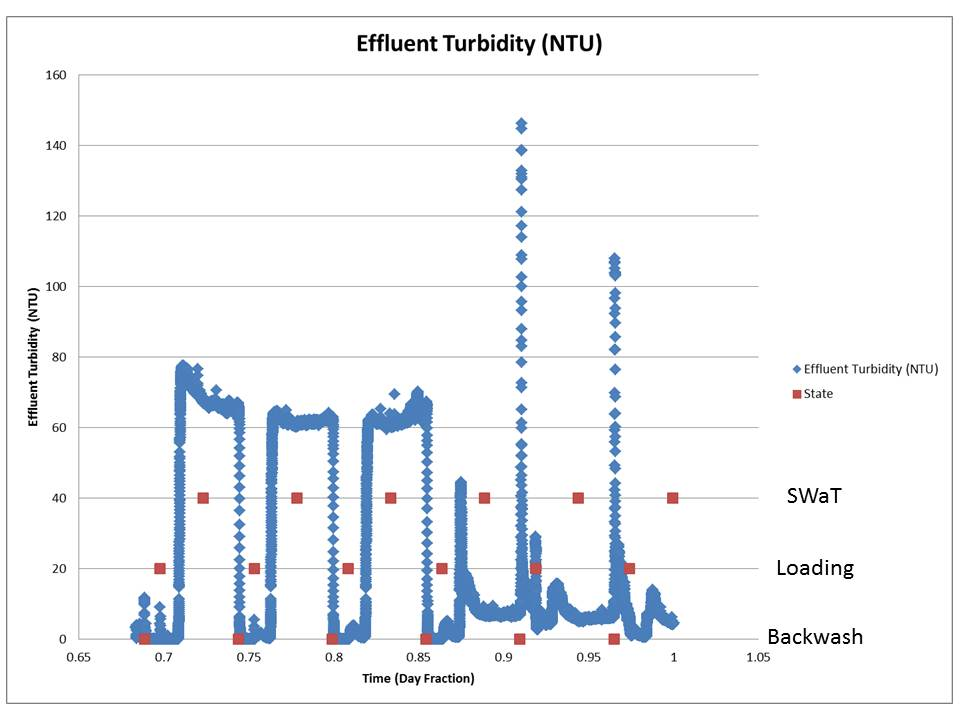 Effluent Turbidity (NTU)
Effluent Turbidity (NTU)
160
140
120
100
80
60
40
20
0
0.65
0.7
0.75
0.8
0.85
0.9
0.95
1
1.05
Time (Day Fraction)
Effluent Turbidity (NTU)
State
SWaT
Loading
Backwash